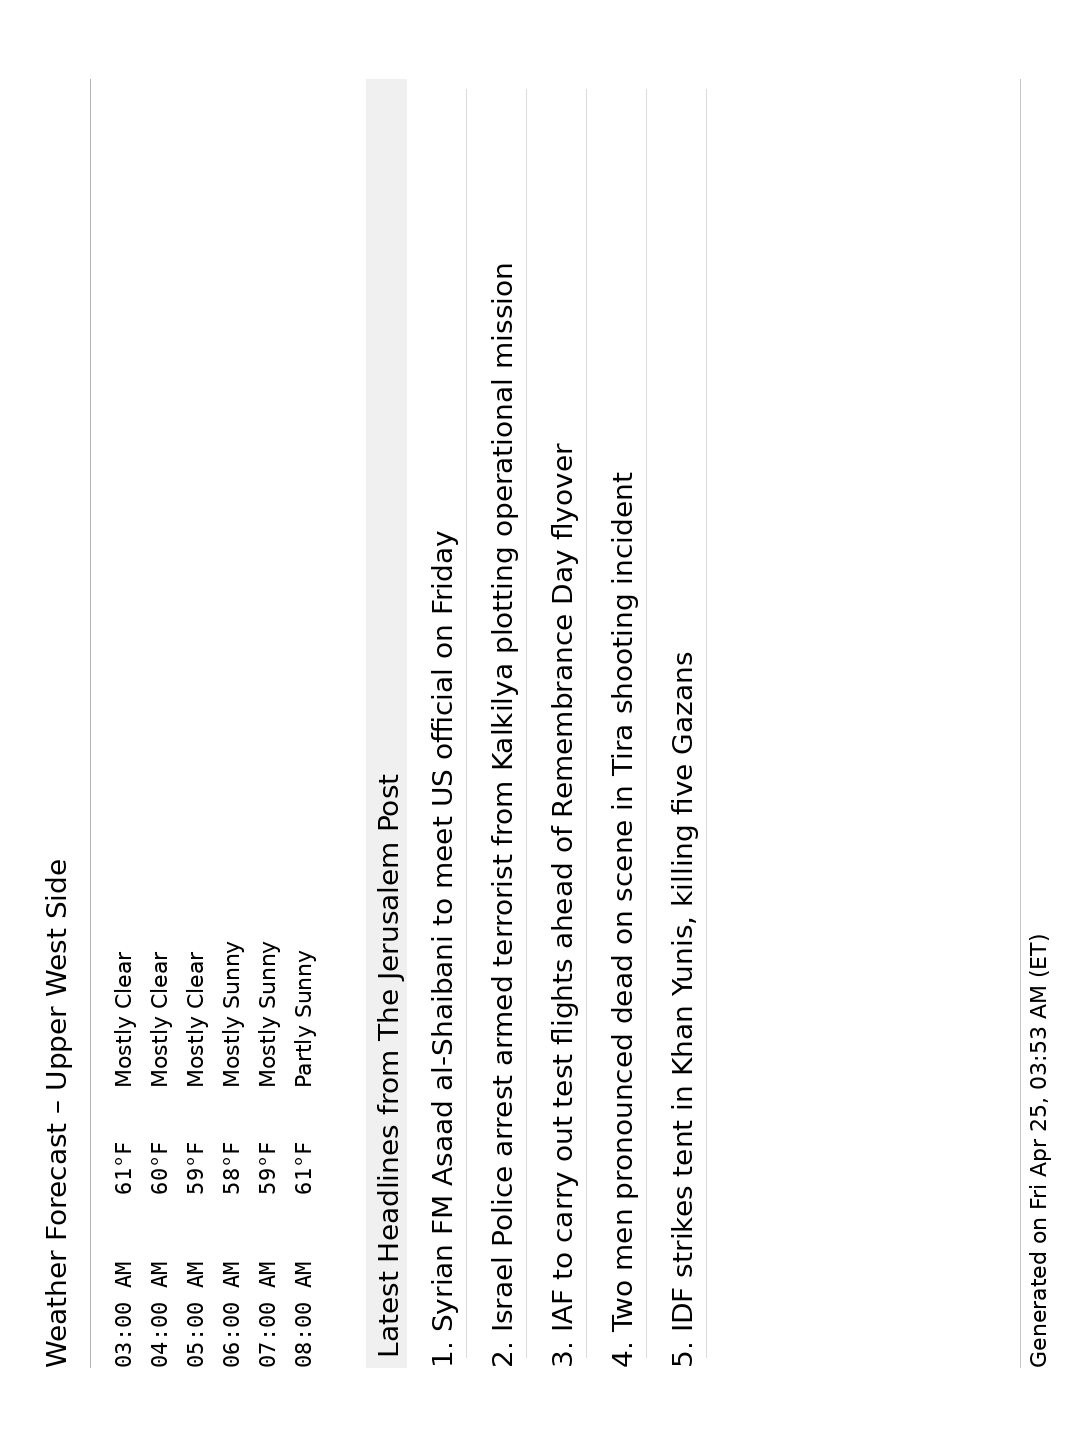 Weather Forecast – Upper West Side
03:00 AM 61°F Mostly Clear
04:00 AM 60°F Mostly Clear
05:00 AM 59°F Mostly Clear
06:00 AM 58°F Mostly Sunny
07:00 AM 59°F Mostly Sunny
08:00 AM 61°F Partly Sunny
Latest Headlines from The Jerusalem Post
1. Syrian FM Asaad al-Shaibani to meet US official on Friday
2. Israel Police arrest armed terrorist from Kalkilya plotting operational mission
3. IAF to carry out test flights ahead of Remembrance Day flyover
4. Two men pronounced dead on scene in Tira shooting incident
5. IDF strikes tent in Khan Yunis, killing five Gazans
Generated on Fri Apr 25, 03:53 AM (ET)